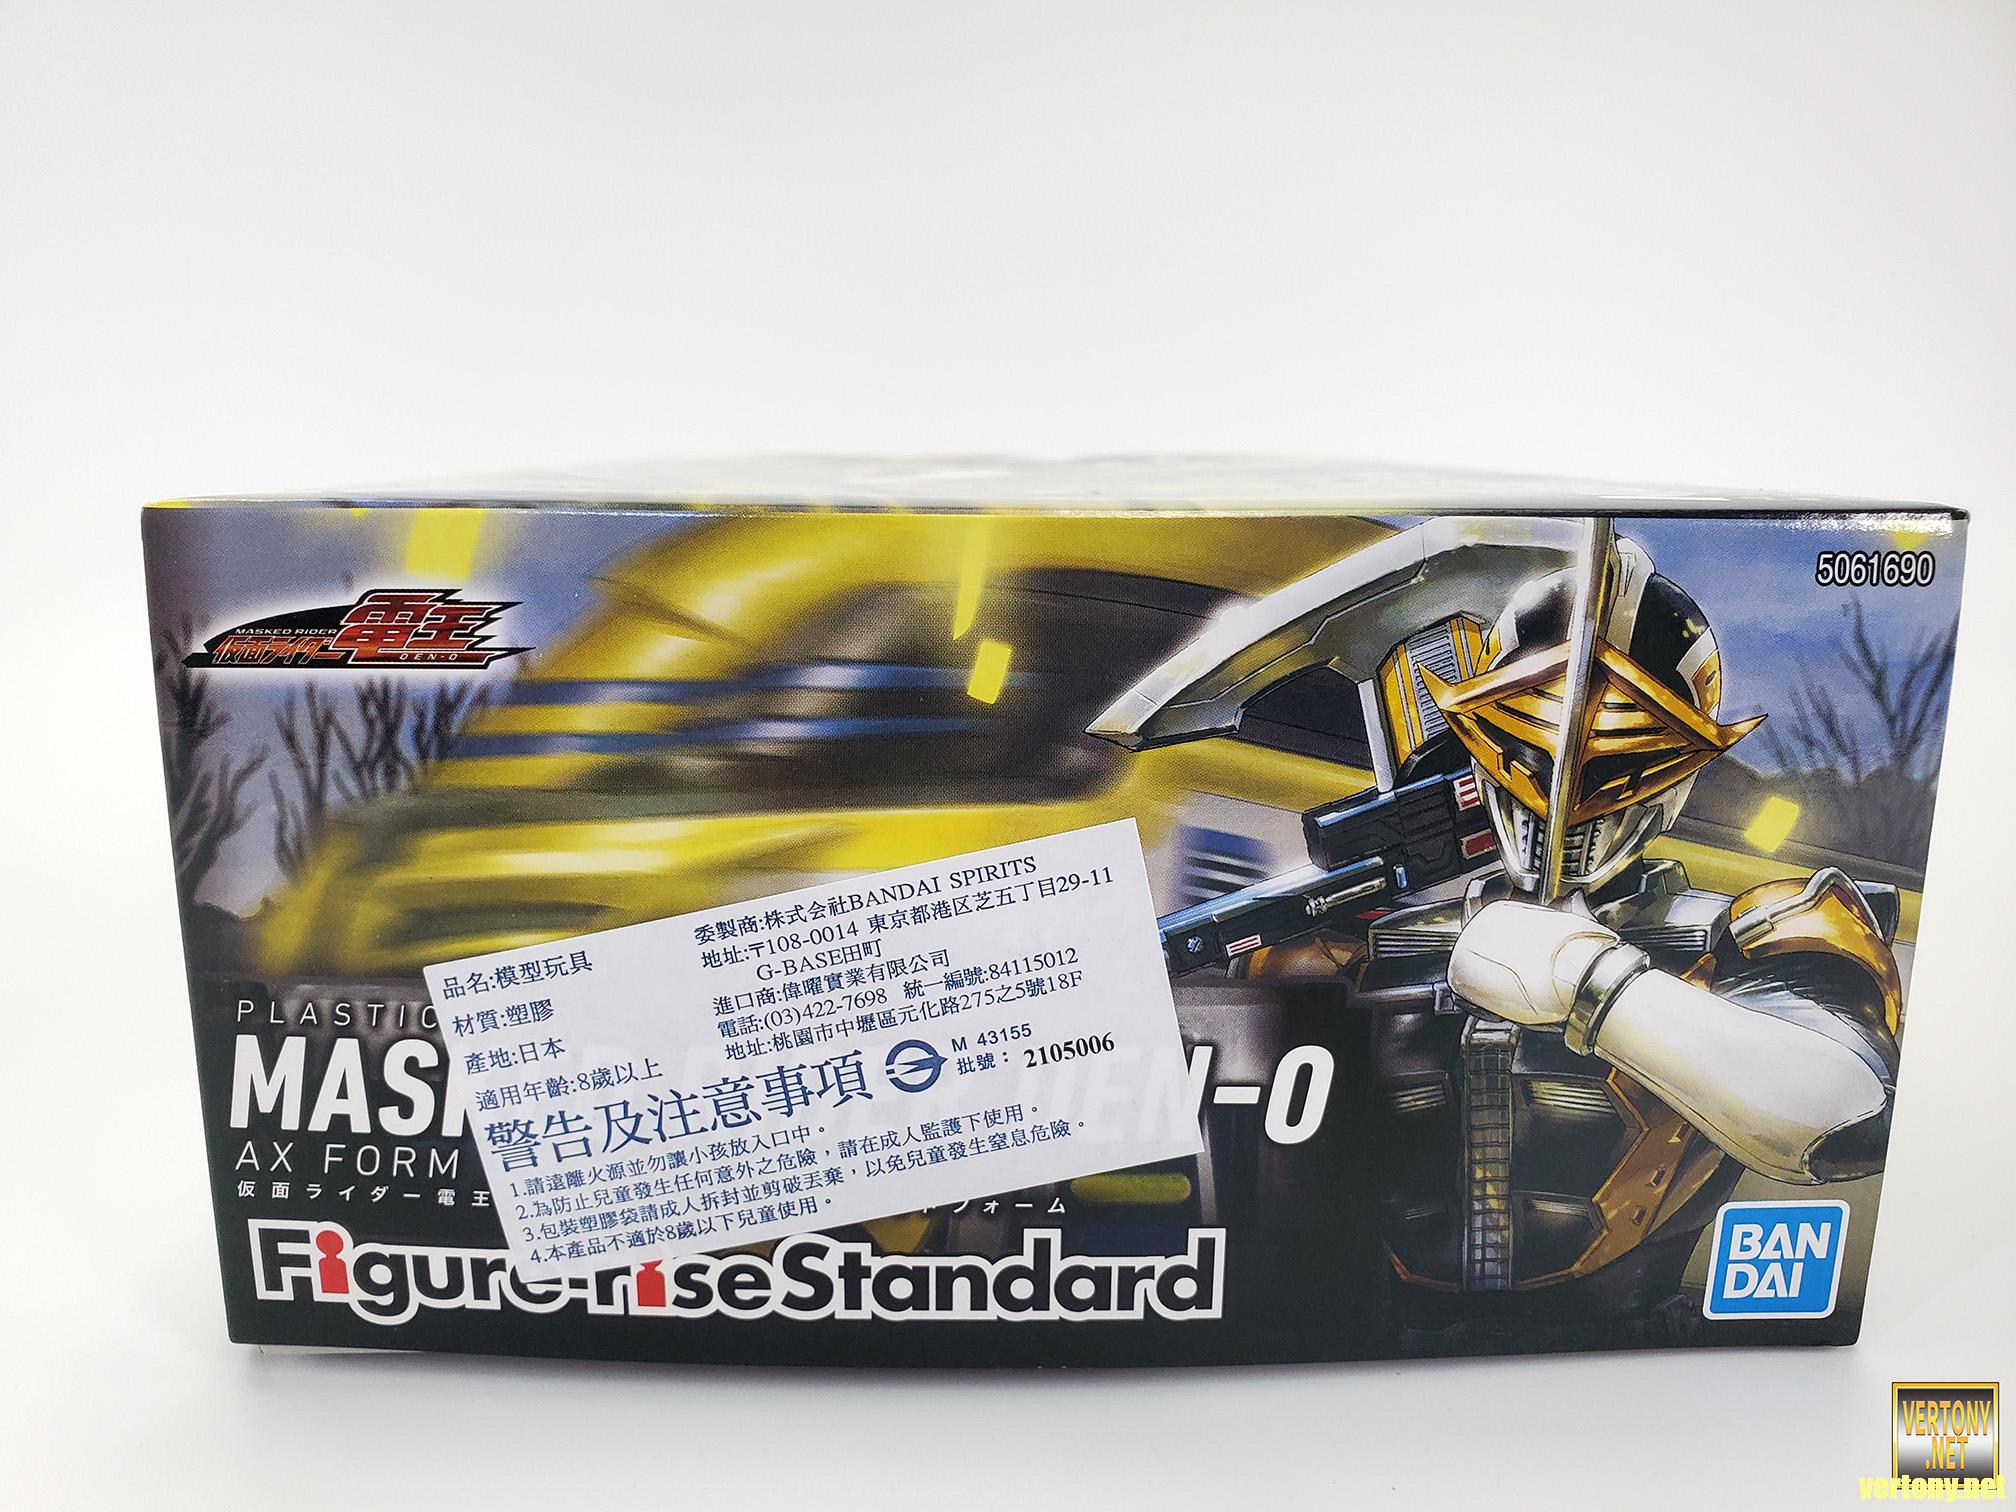 5061690
MASKED RIDER
仮面ライダー
電王
DEN-O
品名:模型玩具
材質:塑膠
產地:日本
適用年齡:8歲以上
委製商:株式会社BANDAI SPIRITS
地址:〒108-0014 東京都港区芝五丁目29-11
G-BASE田町
進口商:偉曜實業有限公司
電話:(03)422-7698 統一編號:84115012
地址:桃園市中壢區元化路275之5號18F
M 43155
批號：2105006
警告及注意事項
1.請遠離火源並勿讓小孩放入口中。
2.為防止兒童發生任何意外之危險，請在成人監護下使用。
3.包裝塑膠袋請成人拆封並剪破丟棄，以免兒童發生窒息危險。
4.本產品不適於8歲以下兒童使用。
PLASTIC
MAS DEN-O
AX FORM
仮面ライダー電王 フォーム
Figure-riseStandard
BAN
DAI
VERTONY
.NET
vertony.net